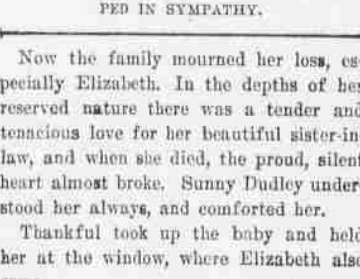 PED IN SYMPATHY.
Now the family mourned her loss, es-
pecially Elizabeth. In the depths of her
reserved nature there was a tender and
tenacious love for her beautiful sister-in-
law, and when she died, the proud, silent
heart almost broke. Sunny Dudley under-
stood her always, and comforted her.
Thankful took up the baby and held
her at the window, where Elizabeth also